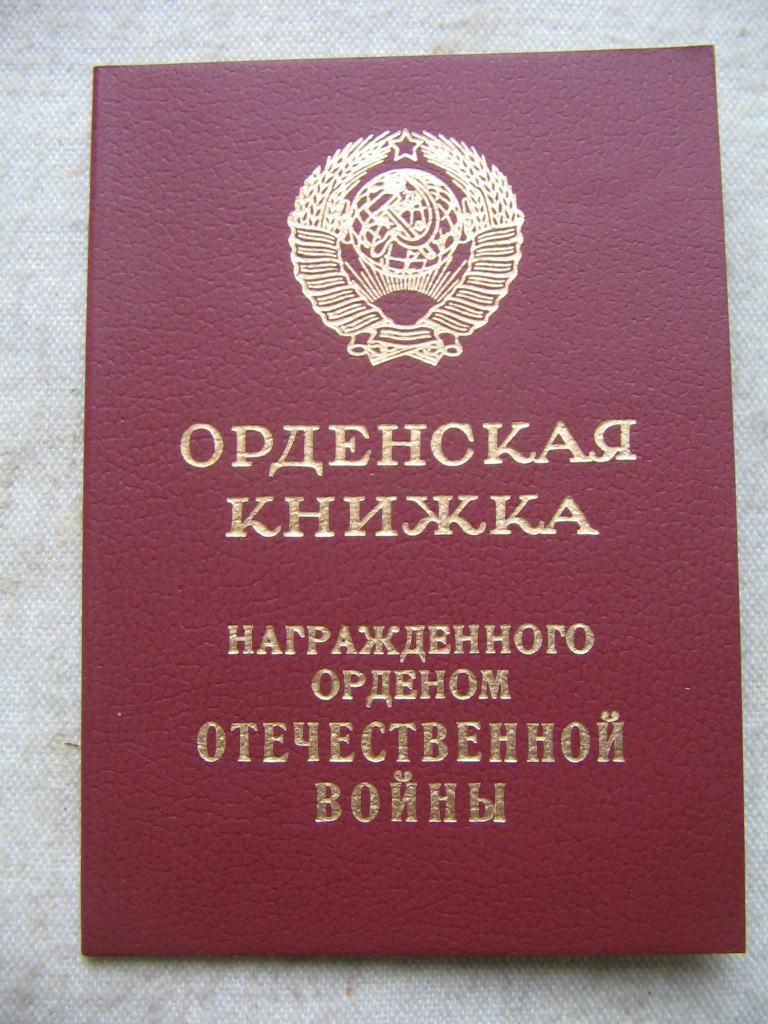 ОРДЕНСКАЯ
КНИЖКА
НАГРАЖДЕННОГО
ОРДЕНОМ
ОТЕЧЕСТВЕННОЙ
ВОЙНЫ